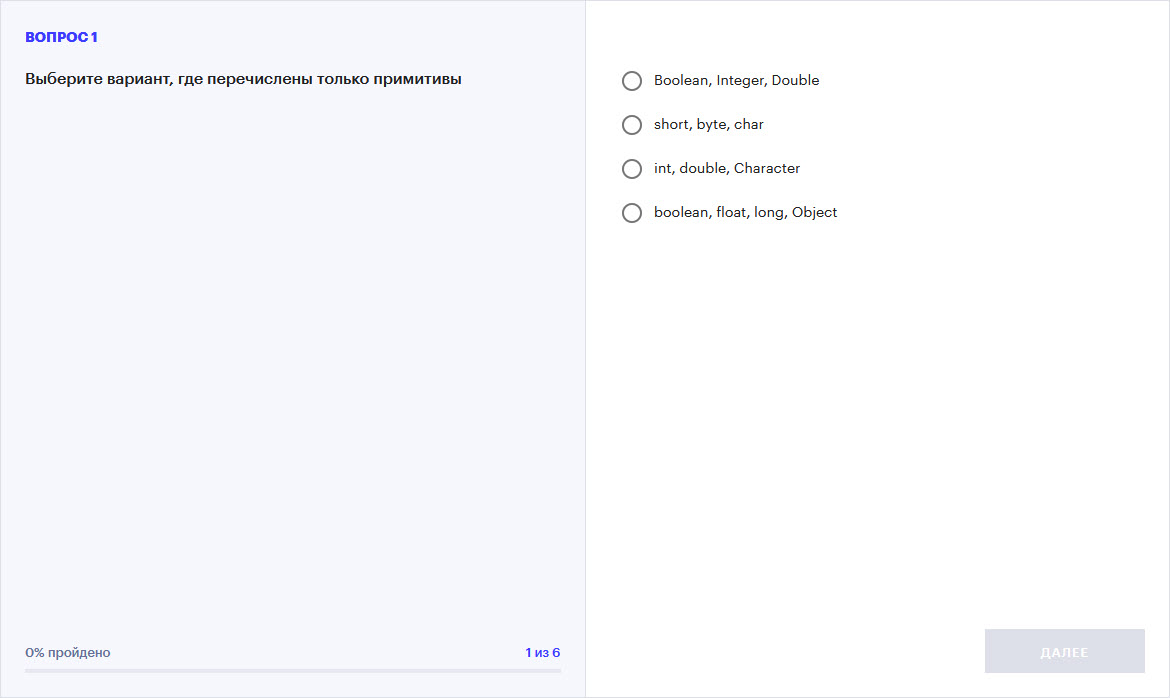 ВОПРОС 1
Выберите вариант, где перечислены только примитивы
Boolean, Integer, Double
short, byte, char
int, double, Character
boolean, float, long, Object
0% пройдено
1 из 6
ДАЛЕЕ